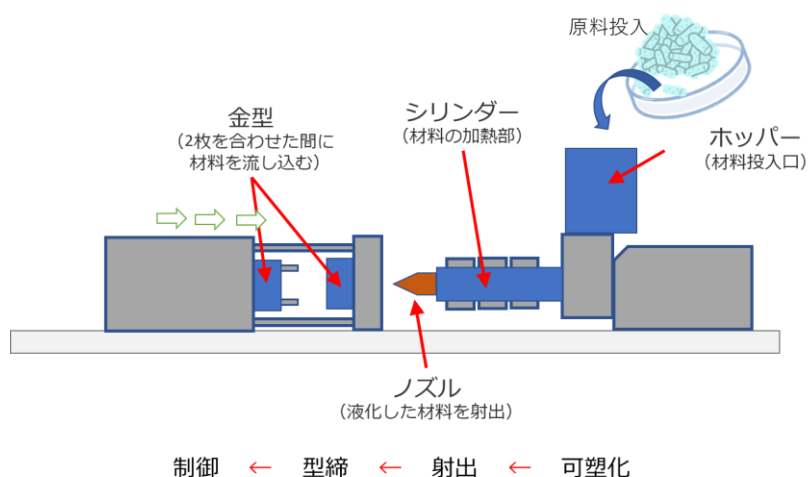 原料投入
金型
（2枚を合わせた間に
材料を流し込む）
シリンダー
（材料の加熱部）
ホッパー
（材料投入口）
ノズル
（液化した材料を射出）
制御 ← 型締 ← 射出 ← 可塑化